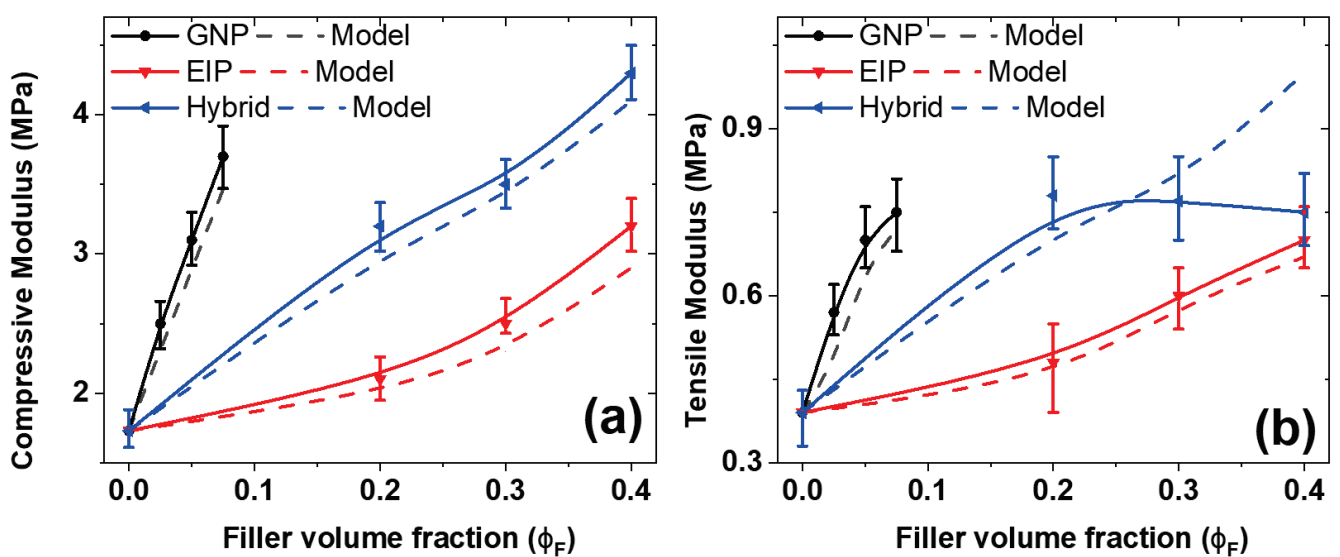 GNP Model
EIP Model
Hybrid Model
Compressive Modulus (MPa)
4
3
2
(a)
0.0 0.1 0.2 0.3 0.4
Filler volume fraction (ϕF)
GNP Model
EIP Model
Hybrid Model
Tensile Modulus (MPa)
0.9
0.6
0.3
(b)
0.0 0.1 0.2 0.3 0.4
Filler volume fraction (ϕF)